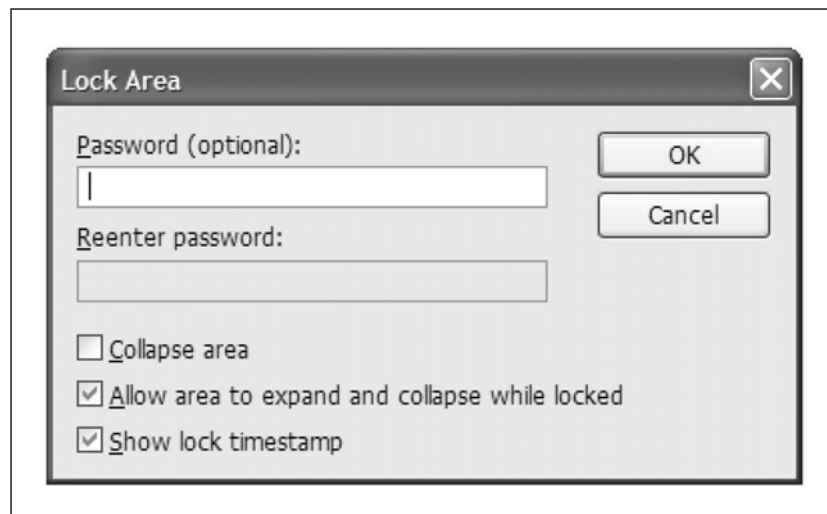 Lock Area
Password (optional):
OK
Cancel
Reenter password:
Collapse area
Allow area to expand and collapse while locked
Show lock timestamp